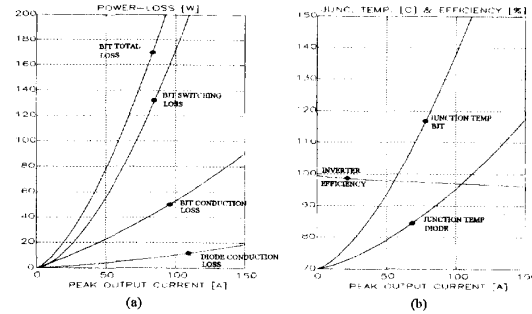 POWER-LOSS [W]
200
180
160
140
120
100
80
60
40
20
0
0
50
100
150
BJT TOTAL
LOSS
BJT SWITCHING
LOSS
BJT CONDUCTION
LOSS
DIODE CONDUCTION
LOSS
PEAK OUTPUT CURRENT [A]
(a)
JUNC. TEMP. [C] & EFFICIENCY [%]
150
140
130
120
110
100
90
80
70
0
50
100
150
JUNCTION TEMP
BJT
INVERTER
EFFICIENCY
JUNCTION TEMP
DIODE
PEAK OUTPUT CURRENT [A]
(b)